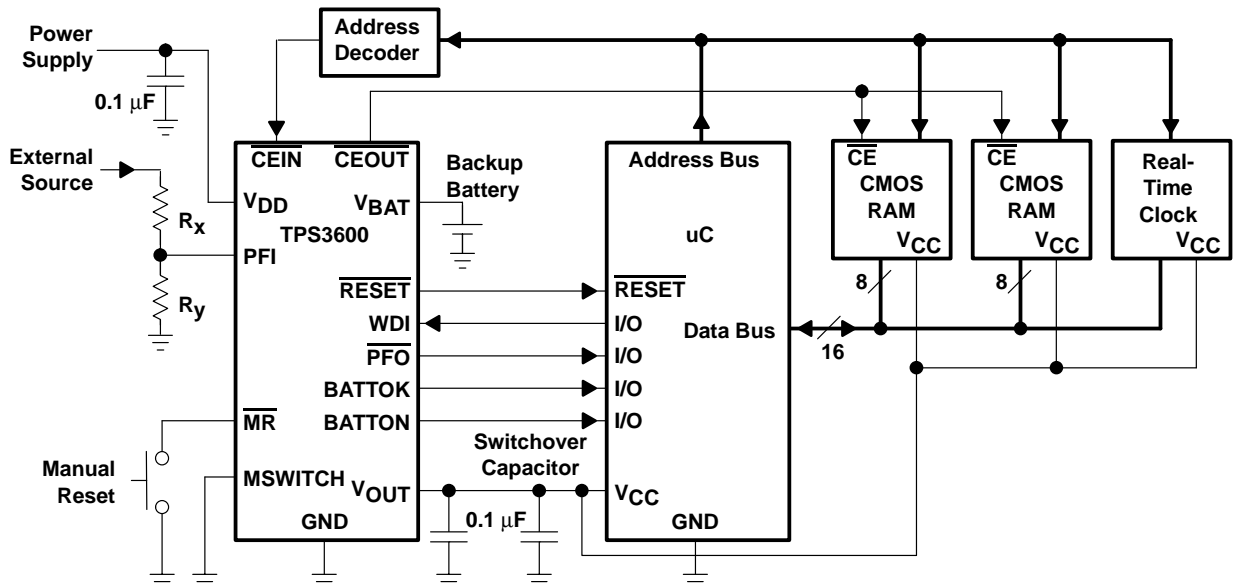 Power
Supply
0.1 μF
External
Source
Rx
Ry
Manual
Reset
Address
Decoder
CEIN
CEOUT
VDD
VBAT
TPS3600
PFI
RESET
WDI
PFO
BATTOK
BATTON
MR
MSWITCH
VOUT
GND
Backup
Battery
Switchover
Capacitor
0.1 μF
Address Bus
uC
RESET
I/O
Data Bus
I/O
I/O
I/O
VCC
GND
16
CE
CMOS
RAM
VCC
8
CE
CMOS
RAM
VCC
8
Real-
Time
Clock
VCC